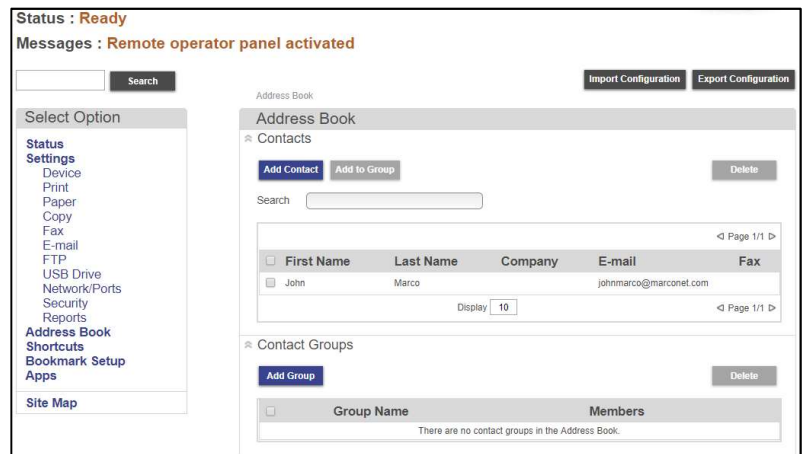 Status : Ready
Messages : Remote operator panel activated
Search
Import Configuration Export Configuration
Address Book
Select Option
Status
Settings
Device
Print
Paper
Copy
Fax
E-mail
FTP
USB Drive
Network/Ports
Security
Reports
Address Book
Shortcuts
Bookmark Setup
Apps
Site Map
Address Book
Contacts
Add Contact Add to Group Delete
Search
Page 1/1
First Name Last Name Company E-mail Fax
John Marco johnmarco@marconet.com
Display 10 Page 1/1
Contact Groups
Add Group Delete
Group Name Members
There are no contact groups in the Address Book.